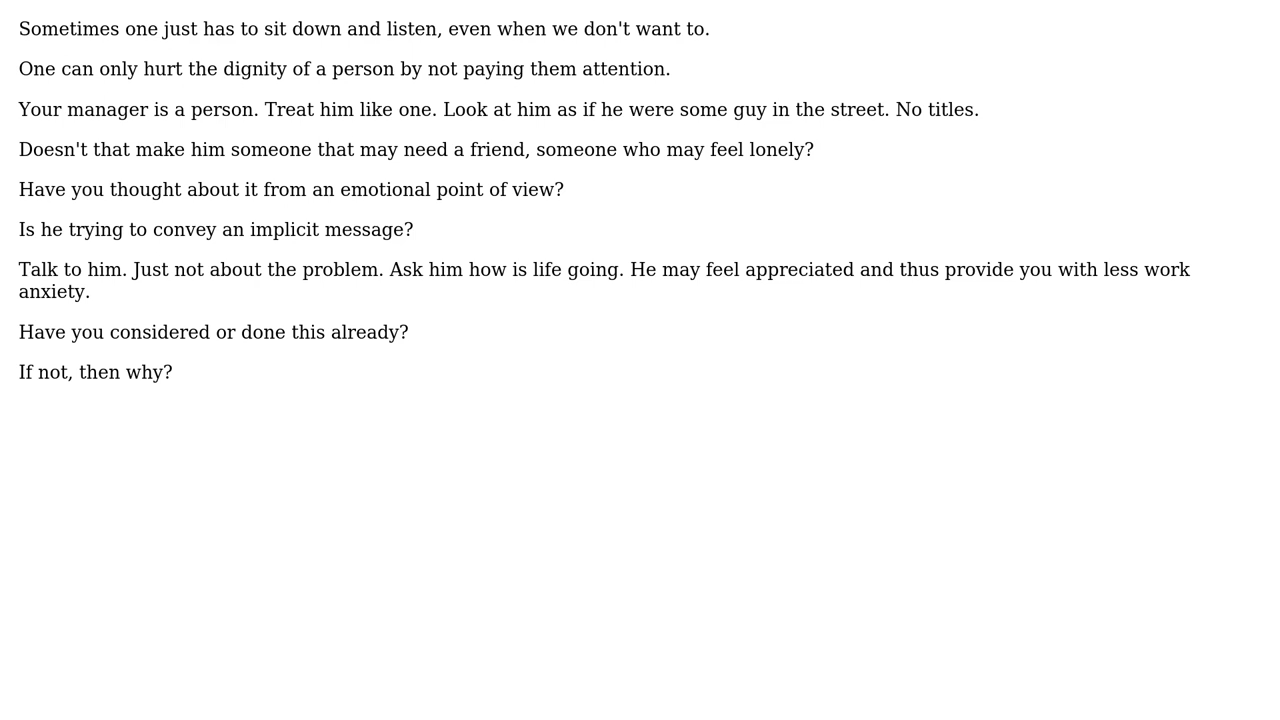 Sometimes one just has to sit down and listen, even when we don't want to.
One can only hurt the dignity of a person by not paying them attention.
Your manager is a person. Treat him like one. Look at him as if he were some guy in the street. No titles.
Doesn't that make him someone that may need a friend, someone who may feel lonely?
Have you thought about it from an emotional point of view?
Is he trying to convey an implicit message?
Talk to him. Just not about the problem. Ask him how is life going. He may feel appreciated and thus provide you with less work
anxiety.
Have you considered or done this already?
If not, then why?